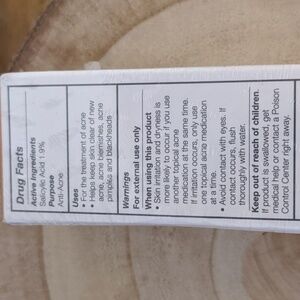 Drug Facts
Active Ingredients
Salicylic Acid 1.9%
Purpose
Anti-Acne
Uses
• For the treatment of acne
• Helps keep skin clear of new
acne, acne blemishes, acne
pimples and blackheads
Warnings
For external use only
When using this product
• Skin irritation and dryness is
more likely to occur if you use
another topical acne
medication at the same time.
If irritation occurs, only use
one topical acne medication
at a time.
• Avoid contact with eyes. If
contact occurs, flush
thoroughly with water.
Keep out of reach of children.
If product is swallowed, get
medical help or contact a Poison
Control Center right away.